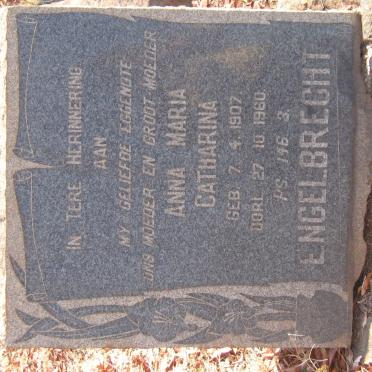 IN TERE HERINNERING
AAN
MY GELIEFDE EGGENOTE
ONS MOEDER EN GROOT-MOEDER
ANNA MARIA
CATHARINA
GEB. 7. 4. 1907
OORL. 27. 10. 1960.
PS. 116. 3.
ENGELBRECHT